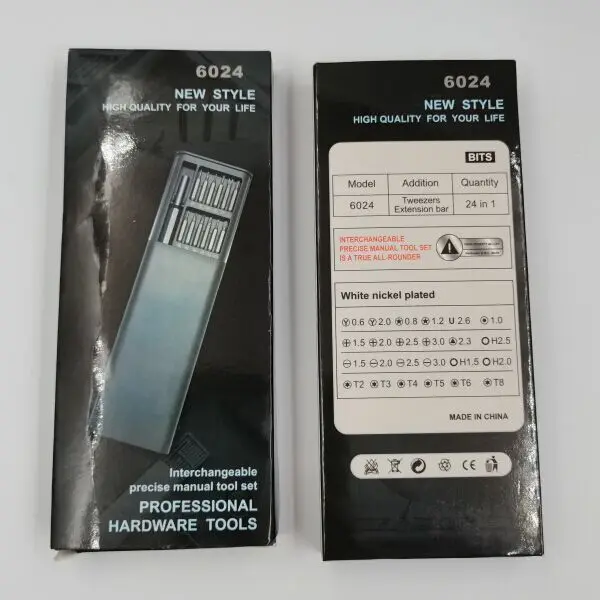 6024
NEW STYLE
HIGH QUALITY FOR YOUR LIFE
Interchangeable
precise manual tool set
PROFESSIONAL
HARDWARE TOOLS
6024
NEW STYLE
HIGH QUALITY FOR YOUR LIFE
BITS
Model Addition Quantity
6024 Tweezers Extension bar 24 in 1
INTERCHANGEABLE
PRECISE MANUAL TOOL SET
IS A TRUE ALL-ROUNDER
White nickel plated
0.6 2.0 0.8 1.2 U 2.6 1.0
1.5 2.0 2.5 3.0 2.3 H2.5
1.5 2.0 2.5 3.0 H1.5 H2.0
T2 T3 T4 T5 T6 T8
MADE IN CHINA
CE